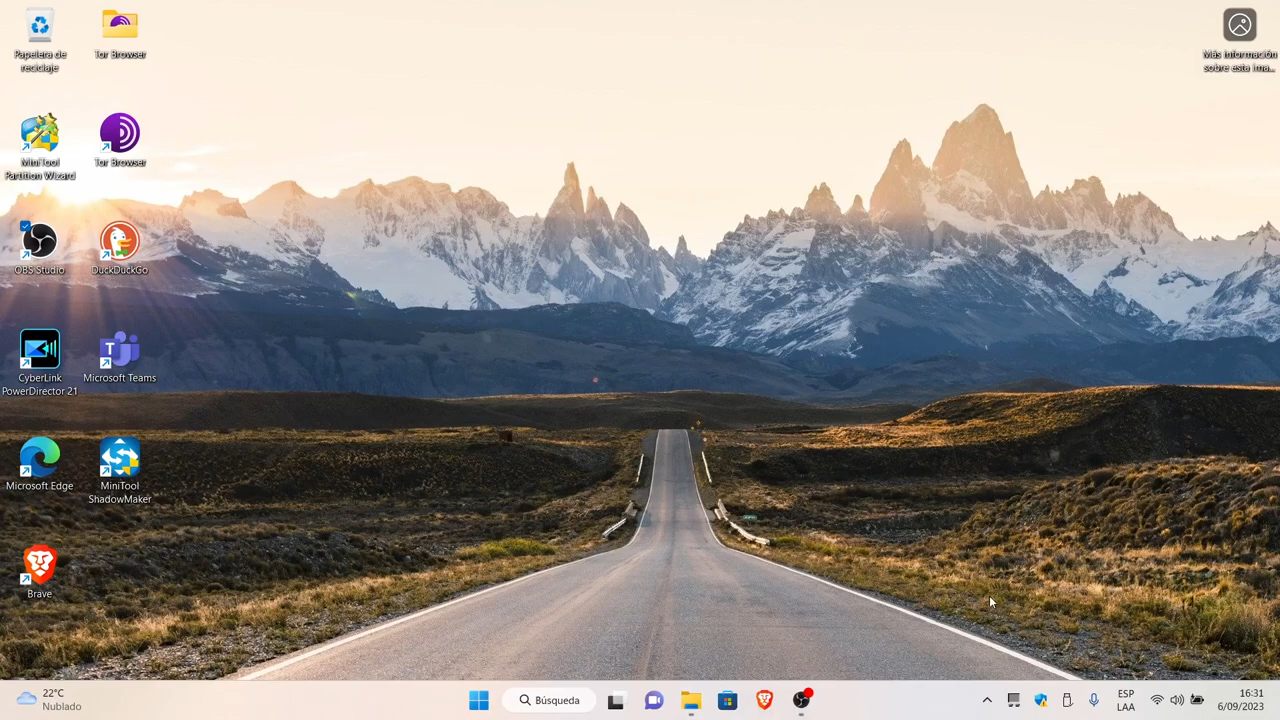 Papelera de
reciclaje
Tor Browser
Más información
sobre esta ima...
MiniTool
Partition Wizard
Tor Browser
OBS Studio
DuckDuckGo
CyberLink
PowerDirector 21
Microsoft Teams
Microsoft Edge
MiniTool
ShadowMaker
Brave
22°C
Nublado
Búsqueda
ESP
LAA
16:31
6/09/2023